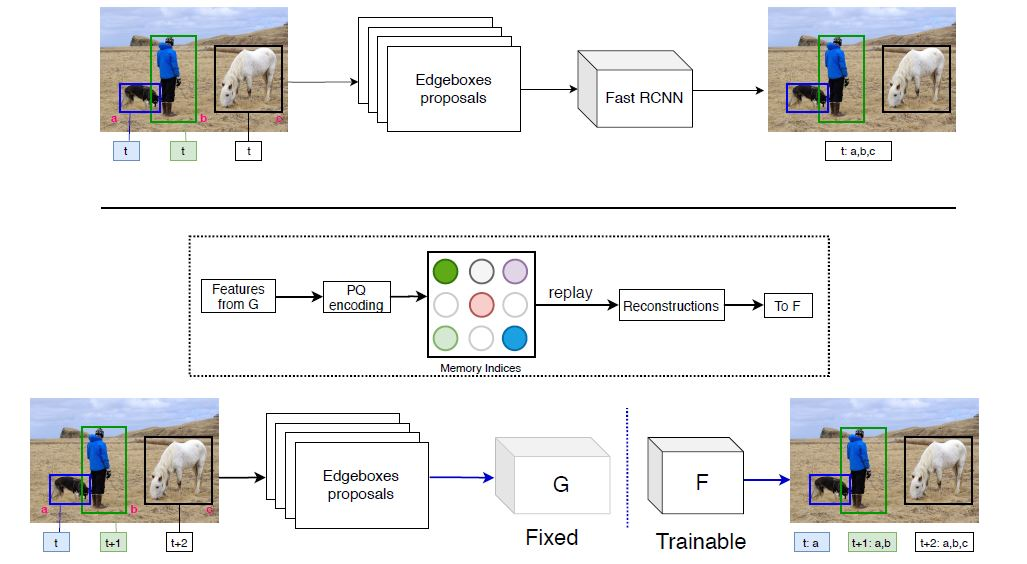 Edgeboxes
proposals
Fast RCNN
a
b
c
t
t
t
t: a,b,c
Features
from G
PQ
encoding
replay
Reconstructions
To F
Memory Indices
Edgeboxes
proposals
G
F
a
b
c
Fixed
Trainable
t
t+1
t+2
t: a
t+1: a,b
t+2: a,b,c